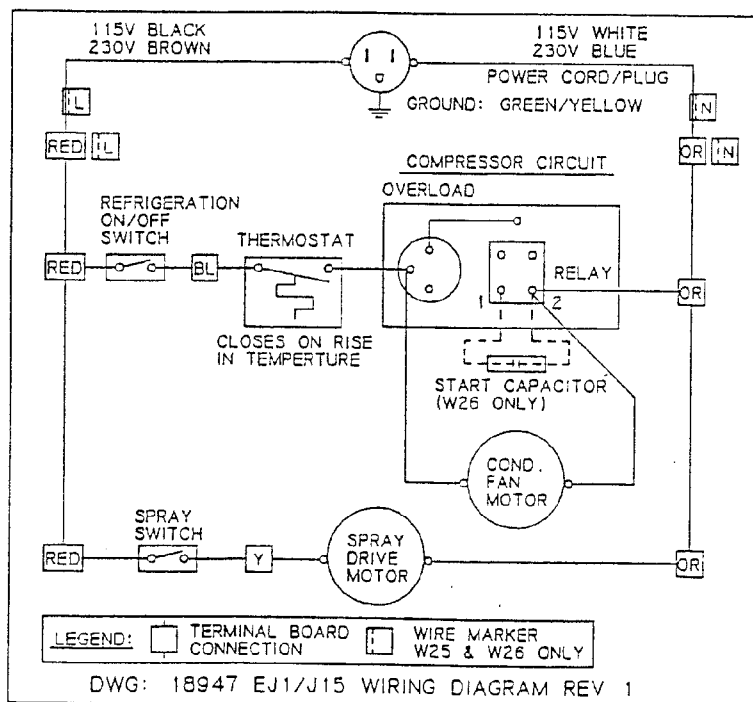 115V BLACK
230V BROWN
115V WHITE
230V BLUE
POWER CORD/PLUG
GROUND: GREEN/YELLOW
IL
IN
RED
IL
OR
IN
COMPRESSOR CIRCUIT
OVERLOAD
REFRIGERATION
ON/OFF
SWITCH
THERMOSTAT
RED
BL
RELAY
OR
1
2
CLOSES ON RISE
IN TEMPERTURE
START CAPACITOR
(W26 ONLY)
COND.
FAN
MOTOR
SPRAY
SWITCH
RED
Y
SPRAY
DRIVE
MOTOR
OR
LEGEND:
TERMINAL BOARD
CONNECTION
WIRE MARKER
W25 & W26 ONLY
DWG: 18947 EJ1/J15 WIRING DIAGRAM REV 1